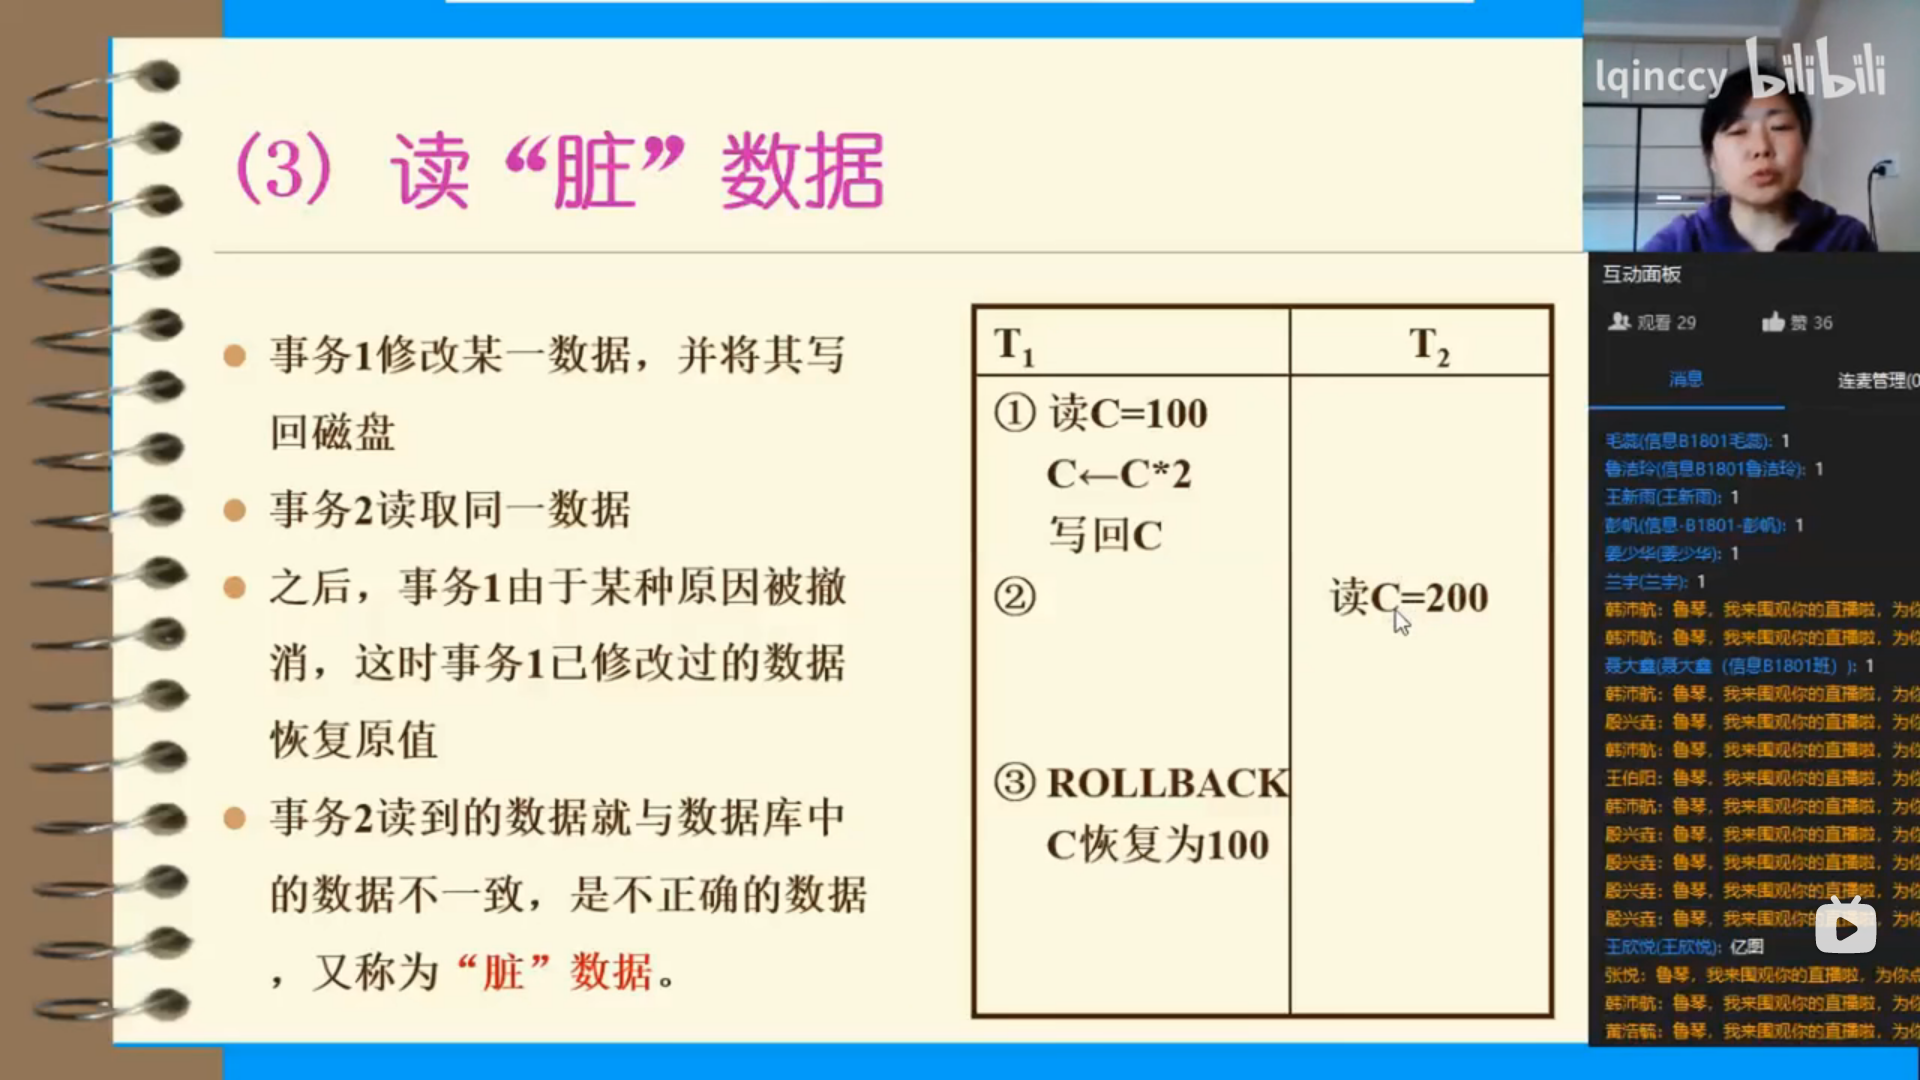 (3) 读“脏”数据
事务1修改某一数据，并将其写
回磁盘
事务2读取同一数据
之后，事务1由于某种原因被撤
消，这时事务1已修改过的数据
恢复原值
事务2读到的数据就与数据库中
的数据不一致，是不正确的数据
，又称为“脏”数据。
T1 T2
① 读C=100
C←C*2
写回C
② 读C=200
③ ROLLBACK
C恢复为100
lqinccy bilibili
互动面板
观看 29 赞 36
消息 连麦管理(0
毛蕊(信息B1801毛蕊): 1
鲁洁玲(信息B1801鲁洁玲): 1
王新雨(王新雨): 1
彭帆(信息-B1801-彭帆): 1
姜少华(姜少华): 1
兰宇(兰宇): 1
韩沛航: 鲁琴，我来围观你的直播啦，为你
韩沛航: 鲁琴，我来围观你的直播啦，为你
聂大鑫(聂大鑫（信息B1801班）): 1
韩沛航: 鲁琴，我来围观你的直播啦，为你
殷兴垚: 鲁琴，我来围观你的直播啦，为你
韩沛航: 鲁琴，我来围观你的直播啦，为你
王伯阳: 鲁琴，我来围观你的直播啦，为你
韩沛航: 鲁琴，我来围观你的直播啦，为你
殷兴垚: 鲁琴，我来围观你的直播啦，为你
殷兴垚: 鲁琴，我来围观你的直播啦，为你
殷兴垚: 鲁琴，我来围观你的直播啦，为你
殷兴垚: 鲁琴，我来围观你的直播啦，为你
王欣悦(王欣悦): 亿图
张悦: 鲁琴，我来围观你的直播啦，为你点
韩沛航: 鲁琴，我来围观你的直播啦，为你
黄浩毓: 鲁琴，我来围观你的直播啦，为你